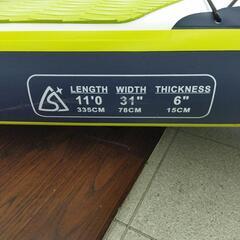 LENGTH WIDTH THICKNESS
11'0 31" 6"
335CM 78CM 15CM